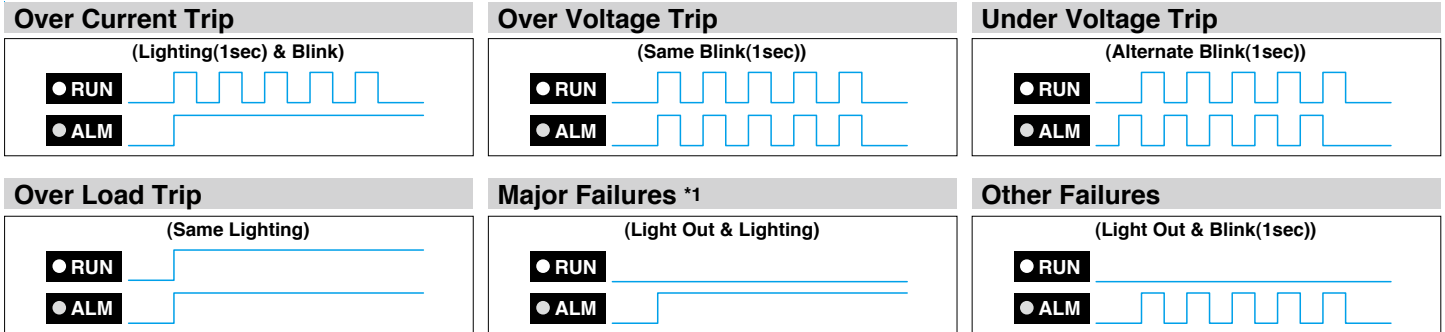 Over Current Trip
(Lighting(1sec) & Blink)
RUN
ALM
Over Voltage Trip
(Same Blink(1sec))
RUN
ALM
Under Voltage Trip
(Alternate Blink(1sec))
RUN
ALM
Over Load Trip
(Same Lighting)
RUN
ALM
Major Failures *1
(Light Out & Lighting)
RUN
ALM
Other Failures
(Light Out & Blink(1sec))
RUN
ALM